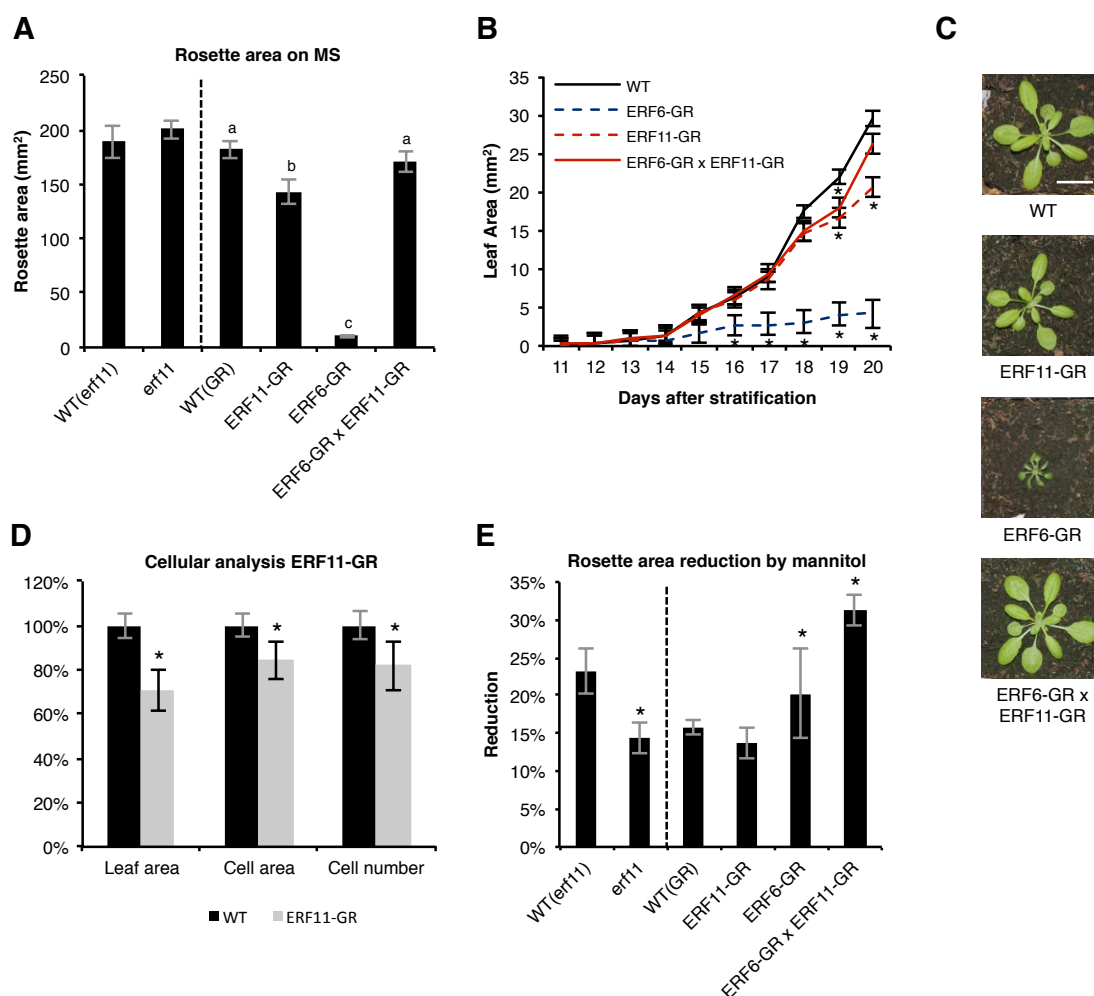 A
Rosette area on MS
Rosette area (mm²)
250
200
150
100
50
0
a
b
c
a
WT(erf11)
erf11
WT(GR)
ERF11-GR
ERF6-GR
ERF6-GR x ERF11-GR
B
Leaf Area (mm²)
35
30
25
20
15
10
5
0
WT
ERF6-GR
ERF11-GR
ERF6-GR x ERF11-GR
*
*
*
* * * * *
11 12 13 14 15 16 17 18 19 20
Days after stratification
C
WT
ERF11-GR
ERF6-GR
ERF6-GR x
ERF11-GR
D
Cellular analysis ERF11-GR
120%
100%
80%
60%
40%
20%
0%
* * *
Leaf area Cell area Cell number
WT ERF11-GR
E
Rosette area reduction by mannitol
Reduction
35%
30%
25%
20%
15%
10%
5%
0%
*
*
*
WT(erf11)
erf11
WT(GR)
ERF11-GR
ERF6-GR
ERF6-GR x ERF11-GR